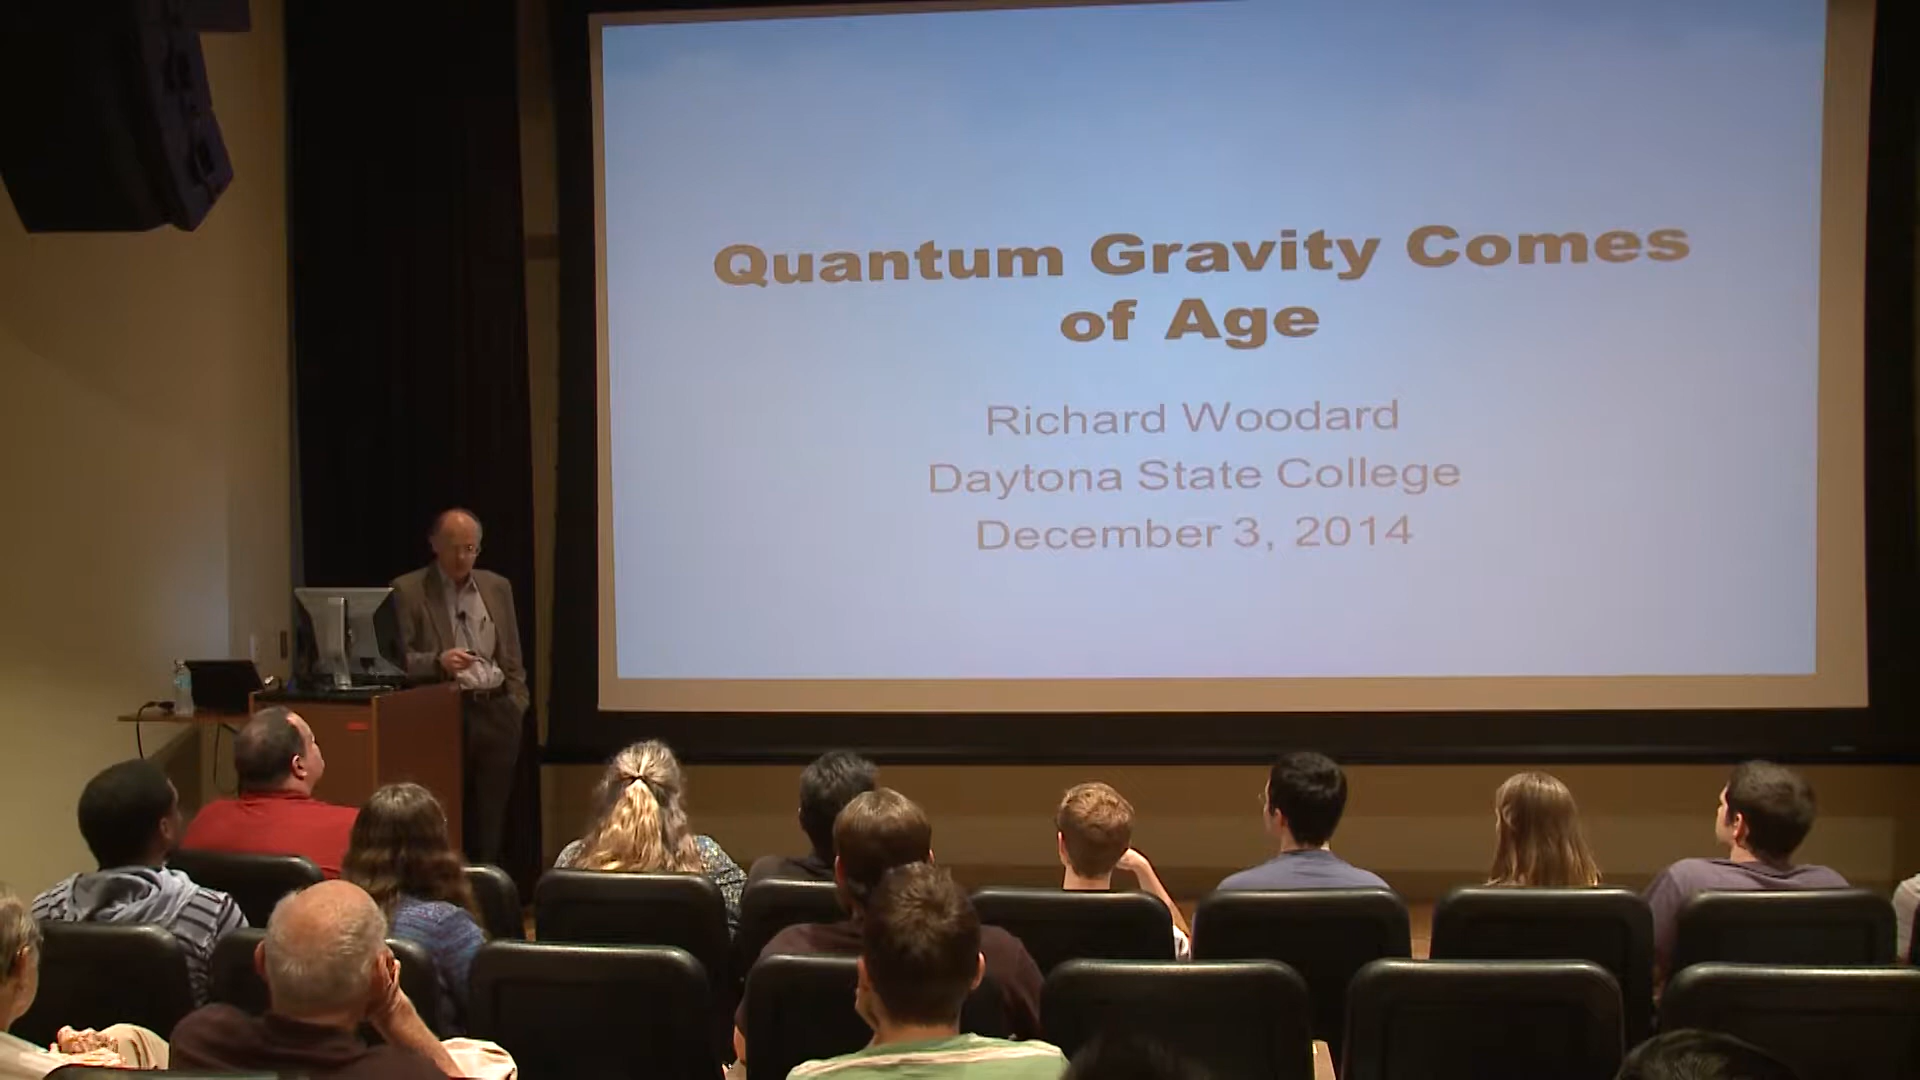 Quantum Gravity Comes
of Age
Richard Woodard
Daytona State College
December 3, 2014